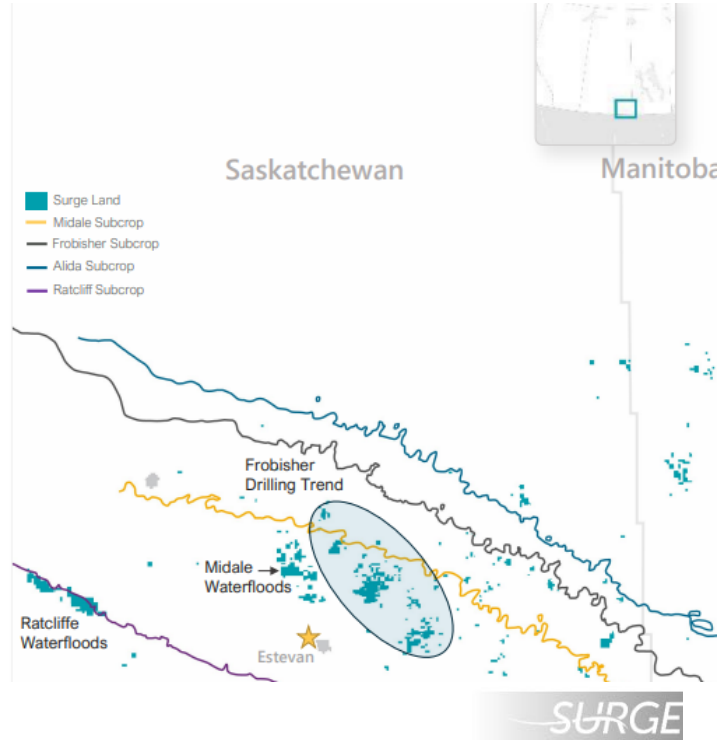 Saskatchewan
Manitoba
Surge Land
Midale Subcrop
Frobisher Subcrop
Alida Subcrop
Ratcliff Subcrop
Frobisher
Drilling Trend
Midale
Waterfloods
Ratcliffe
Waterfloods
Estevan
SURGE